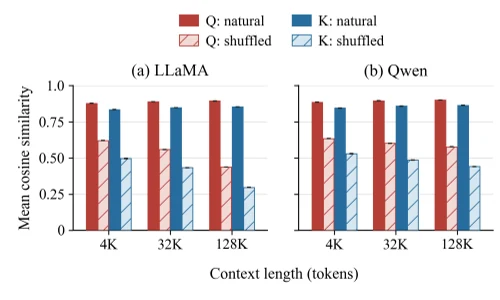 Q: natural K: natural
Q: shuffled K: shuffled
(a) LLaMA (b) Qwen
Mean cosine similarity
1.0
0.75
0.50
0.25
0
4K 32K 128K 4K 32K 128K
Context length (tokens)